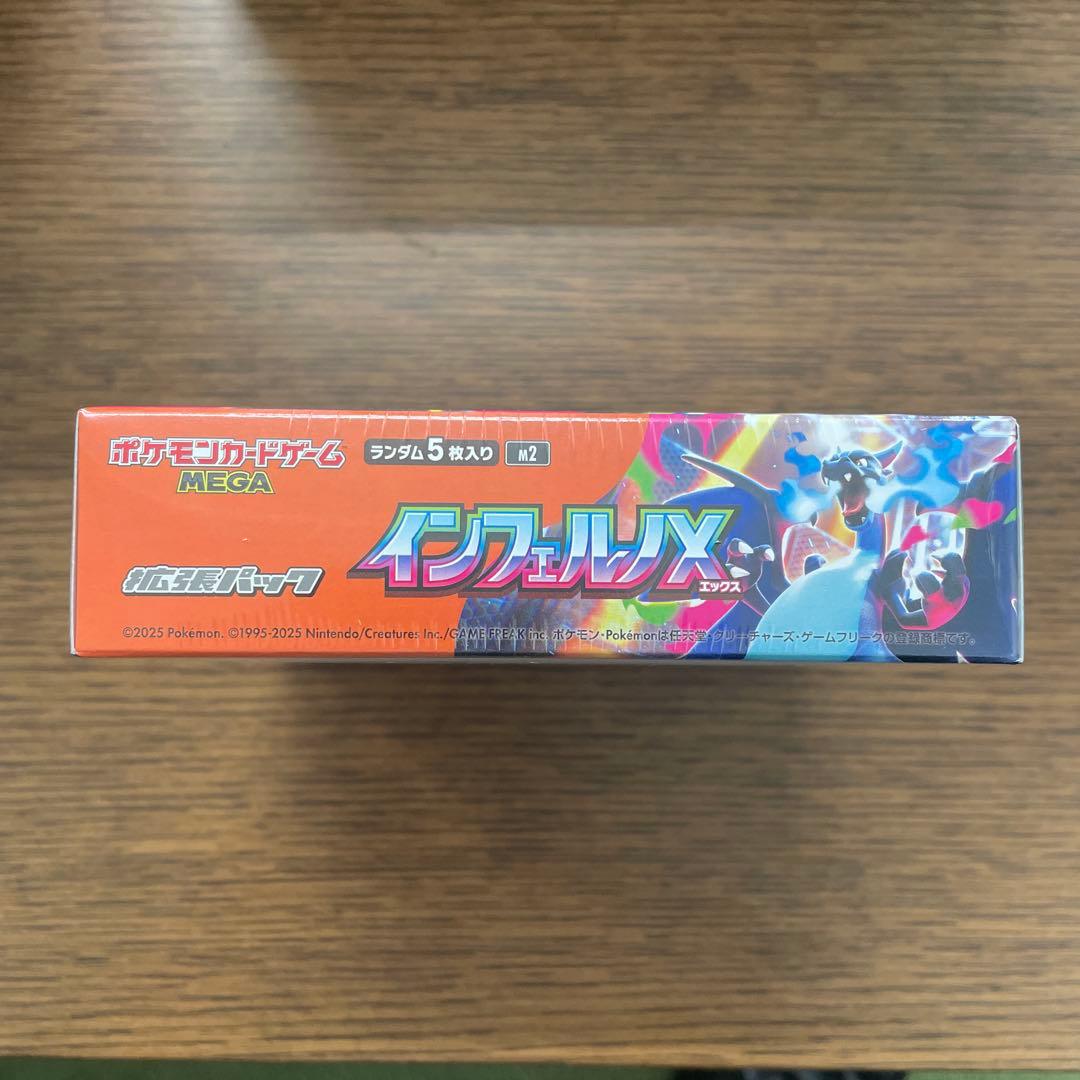 ポケモンカードゲーム
MEGA
ランダム5枚入り
M2
インフェルノX
エックス
拡張パック
©2025 Pokémon. ©1995-2025 Nintendo/Creatures Inc./GAME FREAK inc. ポケモン・Pokémonは任天堂・クリーチャーズ・ゲームフリークの登録商標です。